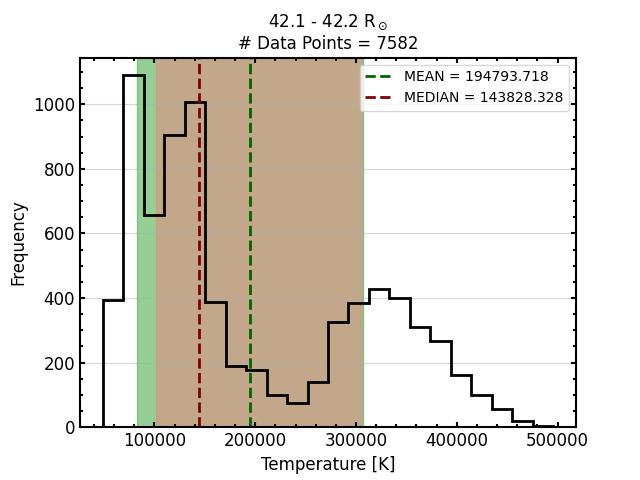 42.1 - 42.2 R⊙
# Data Points = 7582
MEAN = 194793.718
MEDIAN = 143828.328
Frequency
1000
800
600
400
200
0
100000 200000 300000 400000 500000
Temperature [K]